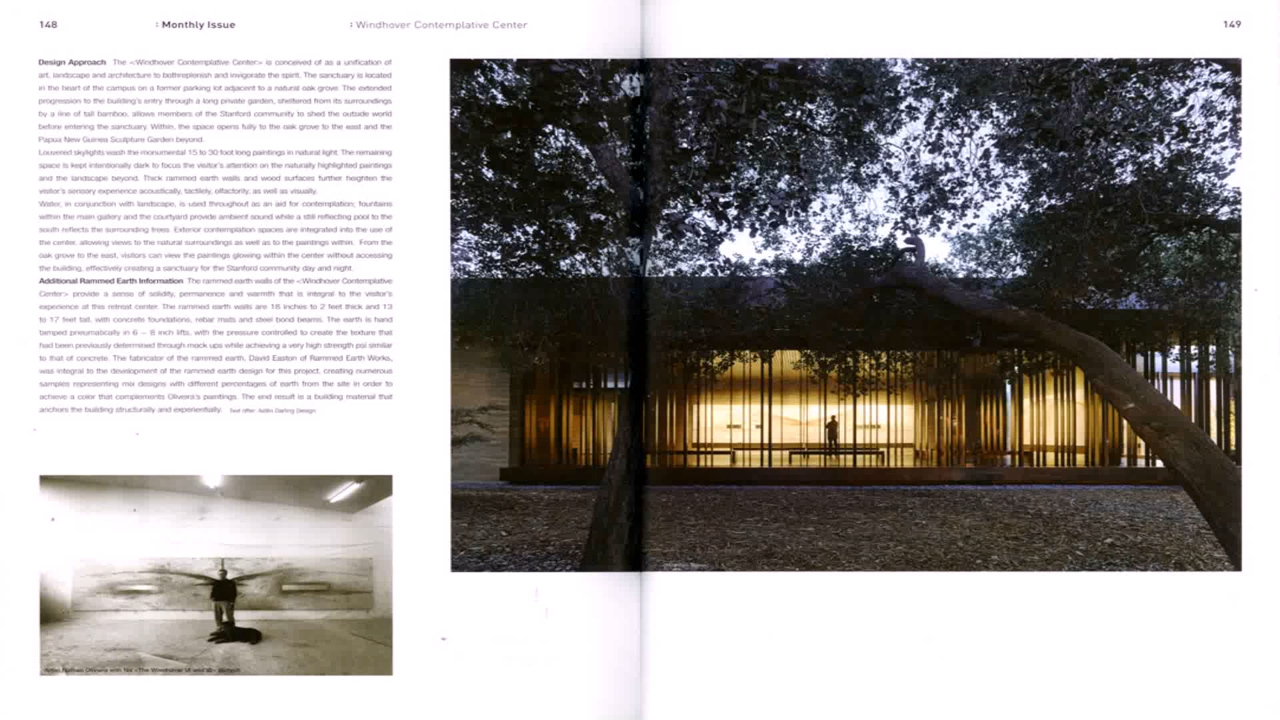 148
: Monthly Issue
: Windhover Contemplative Center
149
Design Approach The <Windhover Contemplative Center> is conceived of as a unification of
art, landscape and architecture to bothreplenish and invigorate the spirit. The sanctuary is located
in the heart of the campus on a former parking lot adjacent to a natural oak grove. The extended
progression to the building's entry through a long private garden, sheltered from its surroundings
by a line of tall bamboo, allows members of the Stanford community to shed the outside world
before entering the sanctuary. Within, the space opens fully to the oak grove to the east and the
Papua New Guinea Sculpture Garden beyond.
Louvered skylights wash the monumental 15 to 30 foot long paintings in natural light. The remaining
space is kept intentionally dark to focus the visitor's attention on the naturally highlighted paintings
and the landscape beyond. Thick rammed earth walls and wood surfaces further heighten the
visitor's sensory experience acoustically, tactilely, olfactorily, as well as visually.
Water, in conjunction with landscape, is used throughout as an aid for contemplation; fountains
within the main gallery and the courtyard provide ambient sound while a still reflecting pool to the
south reflects the surrounding trees. Exterior contemplation spaces are integrated into the use of
the center, allowing views to the natural surroundings as well as to the paintings within. From the
oak grove to the east, visitors can view the paintings glowing within the center without accessing
the building, effectively creating a sanctuary for the Stanford community day and night.
Additional Rammed Earth Information The rammed earth walls of the <Windhover Contemplative
Center> provide a sense of solidity, permanence and warmth that is integral to the visitor's
experience at this retreat center. The rammed earth walls are 18 inches to 2 feet thick and 13
to 17 feet tall, with concrete foundations, rebar mats and steel bond beams. The earth is hand
tamped pneumatically in 6 – 8 inch lifts, with the pressure controlled to create the texture that
had been previously determined through mock ups while achieving a very high strength psi similar
to that of concrete. The fabricator of the rammed earth, David Easton of Rammed Earth Works,
was integral to the development of the rammed earth design for this project, creating numerous
samples representing mix designs with different percentages of earth from the site in order to
achieve a color that complements Oliveira's paintings. The end result is a building material that
anchors the building structurally and experientially. Text offer: Aidlin Darling Design
Artist Nathan Oliveira with his <The Windhover